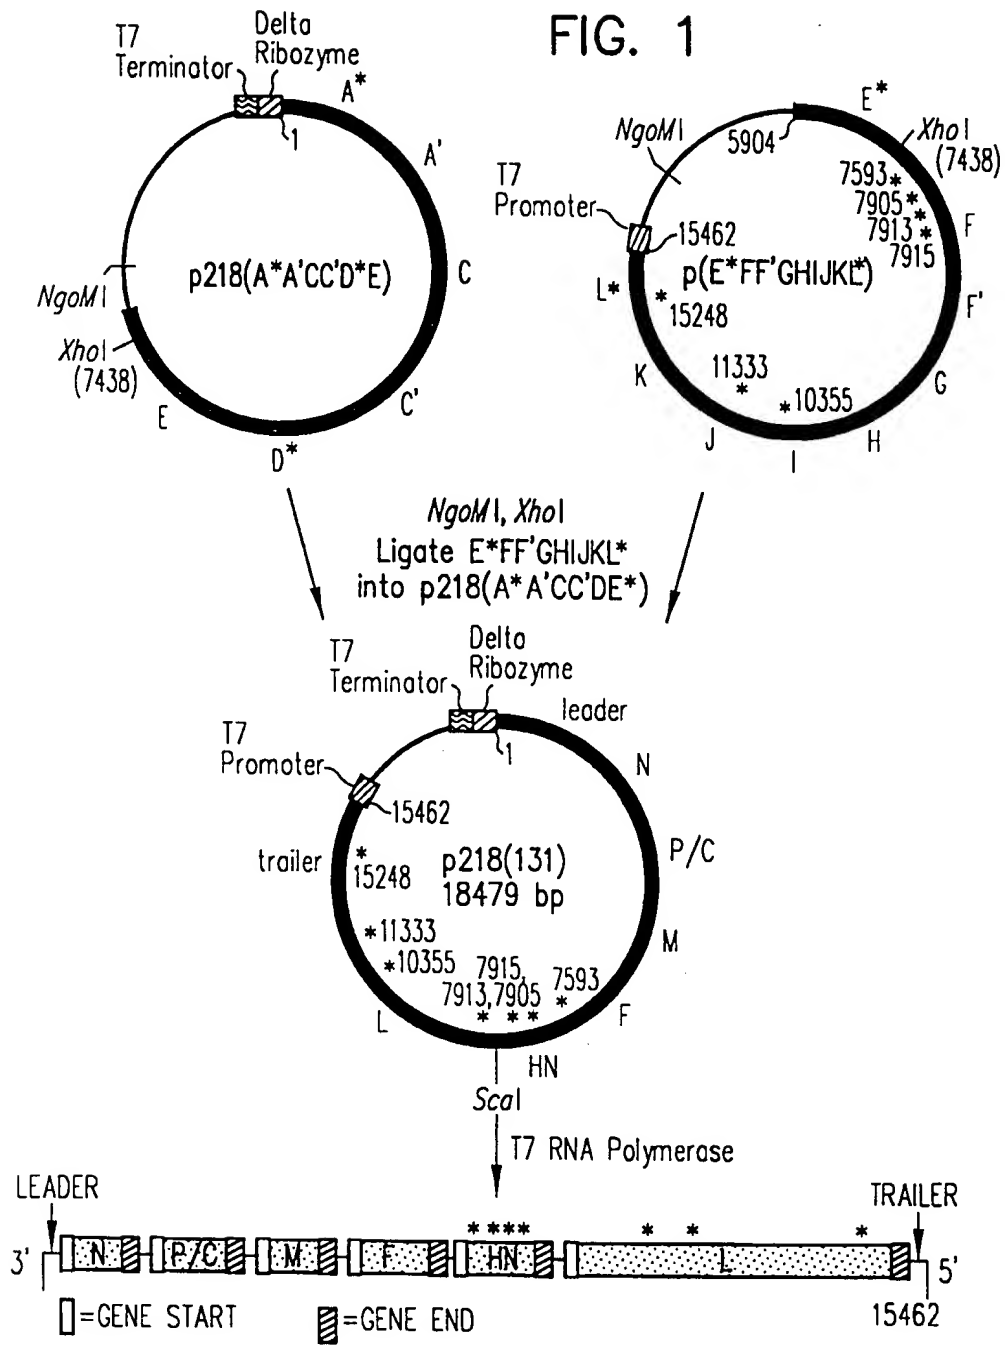 FIG. 1
T7
Terminator
Delta
Ribozyme
1
A*
A'
C
C'
D*
E
XhoI
(7438)
NgoMI
p218(A*A'CC'D*E)
E*
XhoI
(7438)
5904
NgoMI
T7
Promoter
15462
7593*
7905*
7913*
7915
F
F'
G
H
I
J
K
L*
*
15248
11333
*
*10355
p(E*FF'GHIJKL*)
NgoMI, XhoI
Ligate E*FF'GHIJKL*
into p218(A*A'CC'DE*)
T7
Terminator
Delta
Ribozyme
1
leader
T7
Promoter
15462
N
P/C
M
F
HN
L
trailer
*
15248
*11333
*10355
7915,
7913,7905
* * *
7593
*
p218(131)
18479 bp
ScaI
T7 RNA Polymerase
LEADER
TRAILER
* * * * * * *
3' N P/C M F HN L 5'
15462
=GENE START
=GENE END